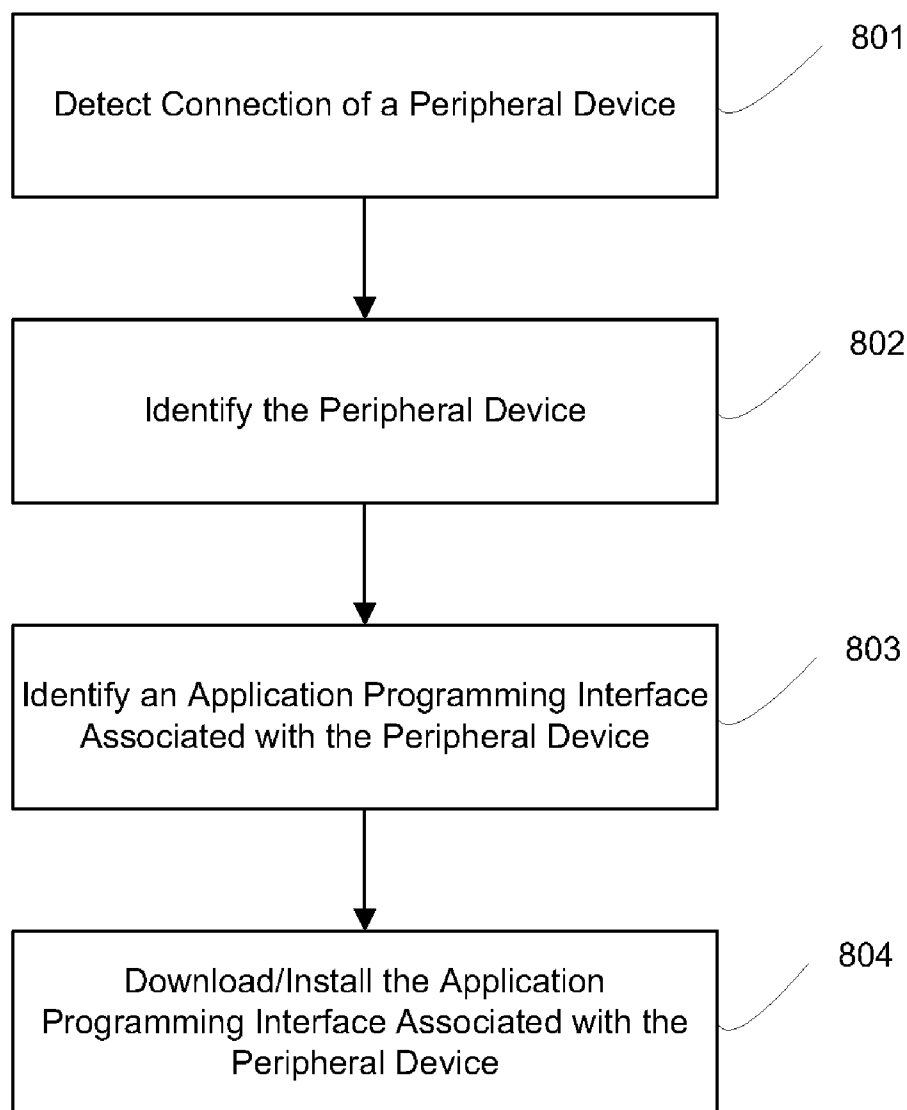 801
Detect Connection of a Peripheral Device
802
Identify the Peripheral Device
803
Identify an Application Programming Interface
Associated with the Peripheral Device
804
Download/Install the Application
Programming Interface Associated with the
Peripheral Device